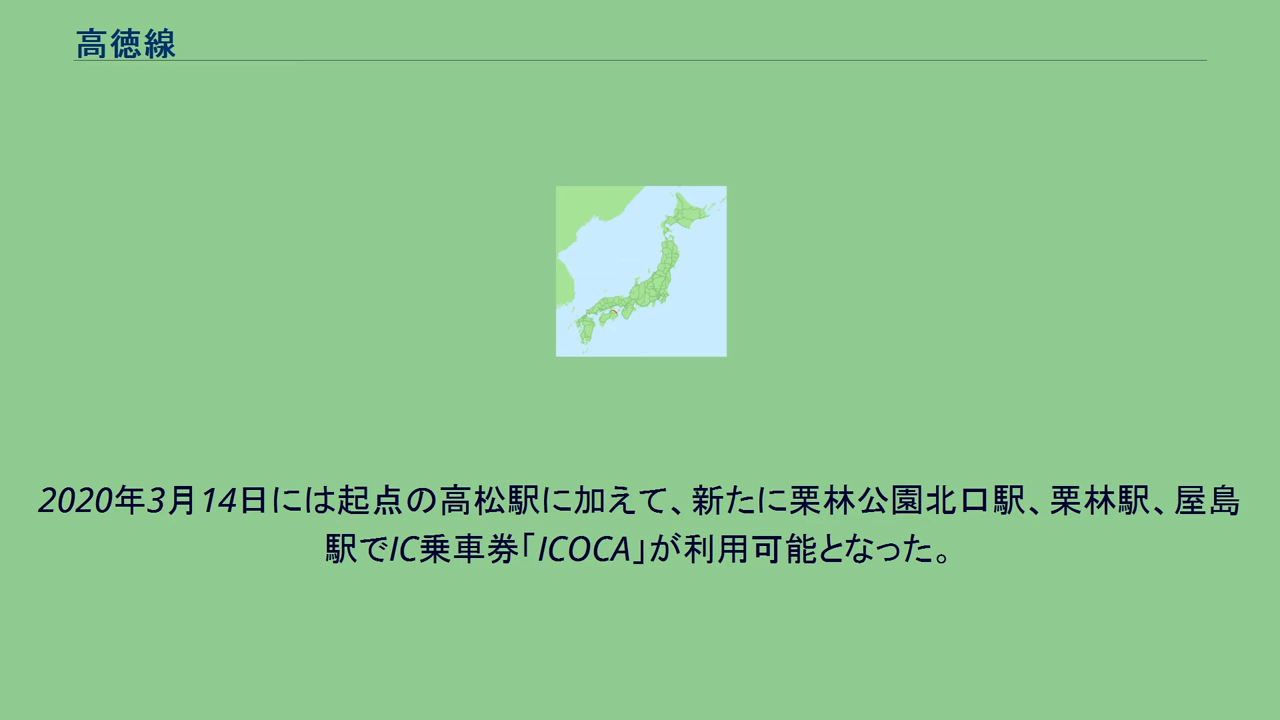 高徳線
2020年3月14日には起点の高松駅に加えて、新たに栗林公園北口駅、栗林駅、屋島
駅でIC乗車券「ICOCA」が利用可能となった。